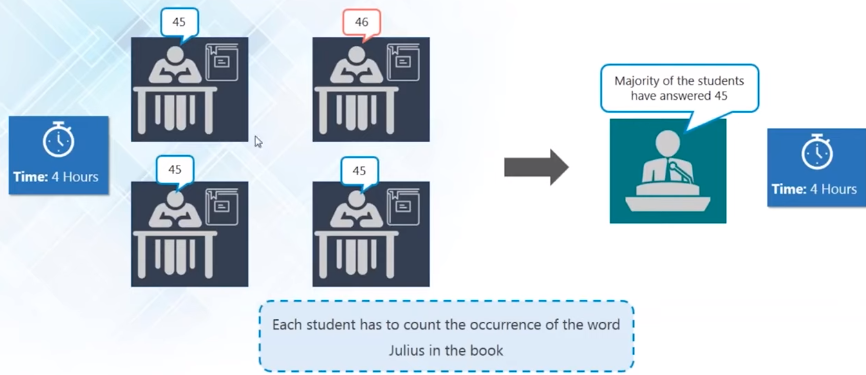 45
46
Majority of the students
have answered 45
Time: 4 Hours
45
45
Time: 4 Hours
Each student has to count the occurrence of the word
Julius in the book